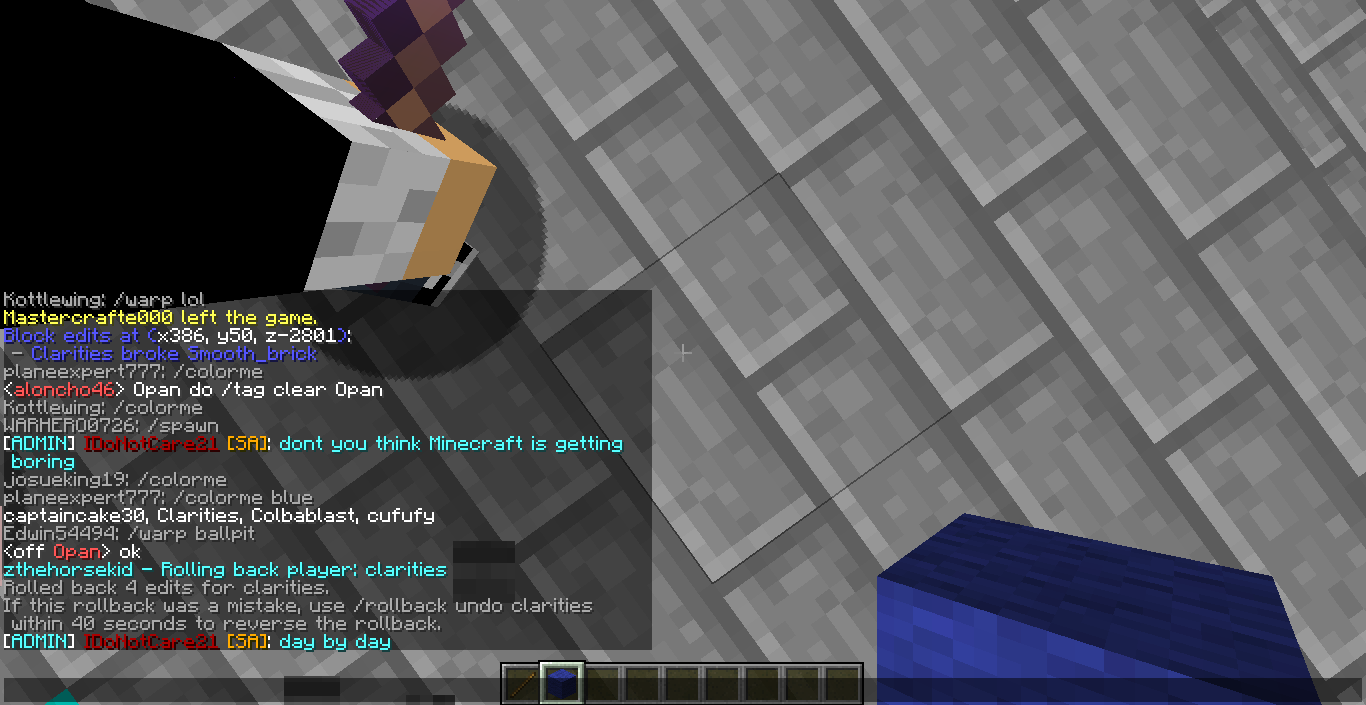 Kottlewing: /warp lol
Mastercrafte000 left the game.
Block edits at (x386, y50, z-2801):
- Clarities broke Smooth_brick
planeexpert777: /colorme
<aloncho46> Opan do /tag clear Opan
Kottlewing: /colorme
WARHERO0726: /spawn
[ADMIN] IDoNotCare21 [SA]: dont you think Minecraft is getting
boring
josueking19: /colorme
planeexpert777: /colorme blue
captaincake30, Clarities, Colbablast, cufufy
Edwin54494: /warp ballpit
<off Opan> ok
zthehorsekid - Rolling back player: clarities
Rolled back 4 edits for clarities.
If this rollback was a mistake, use /rollback undo clarities
within 40 seconds to reverse the rollback.
[ADMIN] IDoNotCare21 [SA]: day by day